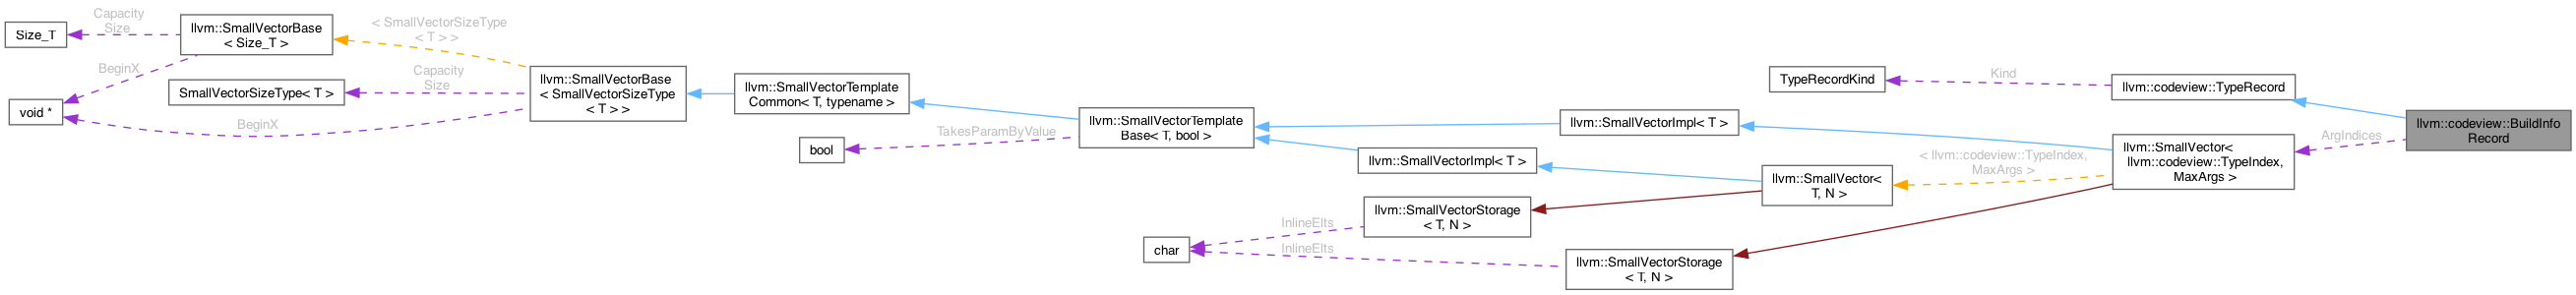 Size_T
Capacity
Size
llvm::SmallVectorBase
< Size_T >
BeginX
void *
SmallVectorSizeType< T >
< SmallVectorSizeType
< T > >
Capacity
Size
BeginX
llvm::SmallVectorBase
< SmallVectorSizeType
< T > >
llvm::SmallVectorTemplate
Common< T, typename >
bool
TakesParamByValue
llvm::SmallVectorTemplate
Base< T, bool >
llvm::SmallVectorImpl< T >
llvm::SmallVectorImpl< T >
char
InlineElts
InlineElts
llvm::SmallVectorStorage
< T, N >
llvm::SmallVectorStorage
< T, N >
TypeRecordKind
Kind
llvm::SmallVector<
T, N >
< llvm::codeview::TypeIndex,
MaxArgs >
llvm::codeview::TypeRecord
llvm::SmallVector<
llvm::codeview::TypeIndex,
MaxArgs >
ArgIndices
llvm::codeview::BuildInfo
Record